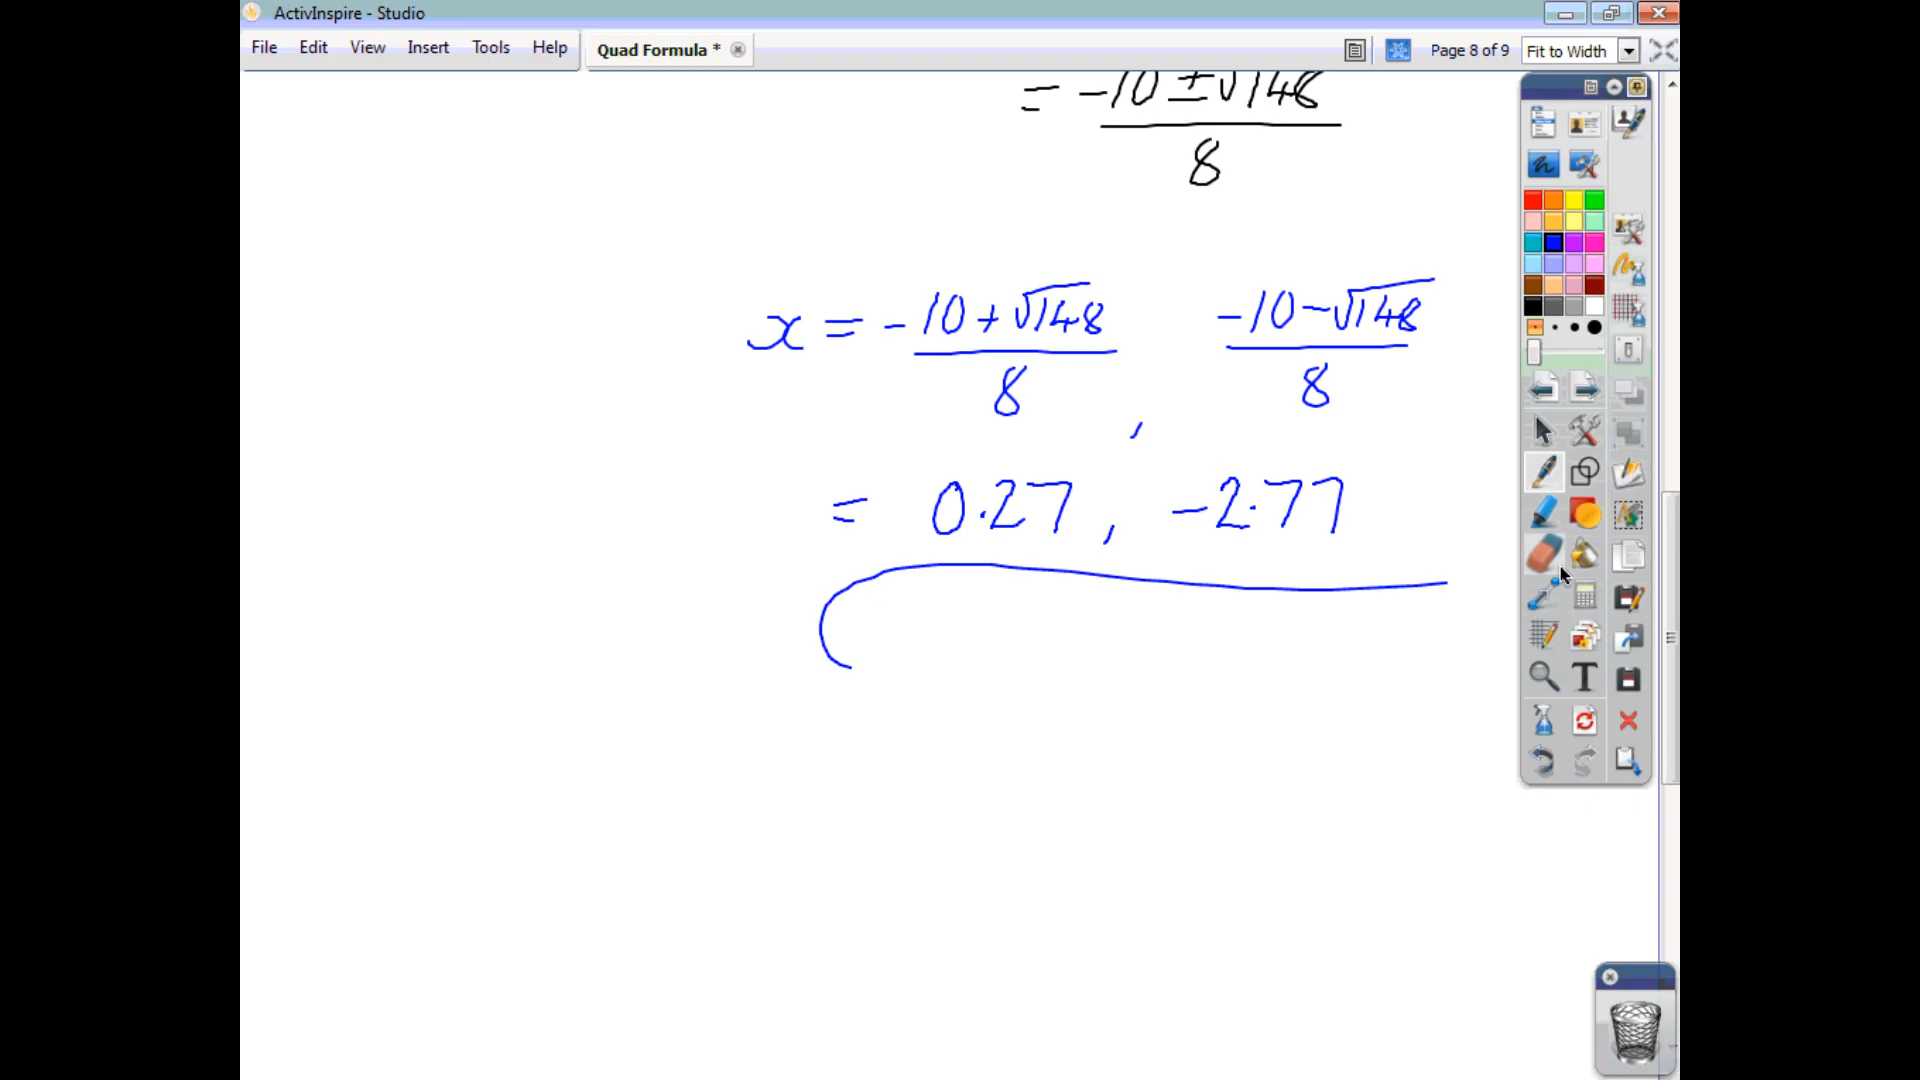 ActivInspire - Studio
File Edit View Insert Tools Help Quad Formula * Page 8 of 9 Fit to Width
= -10 ± √148
8
x = -10 + √148 -10 - √148
8 , 8
= 0.27 , -2.77